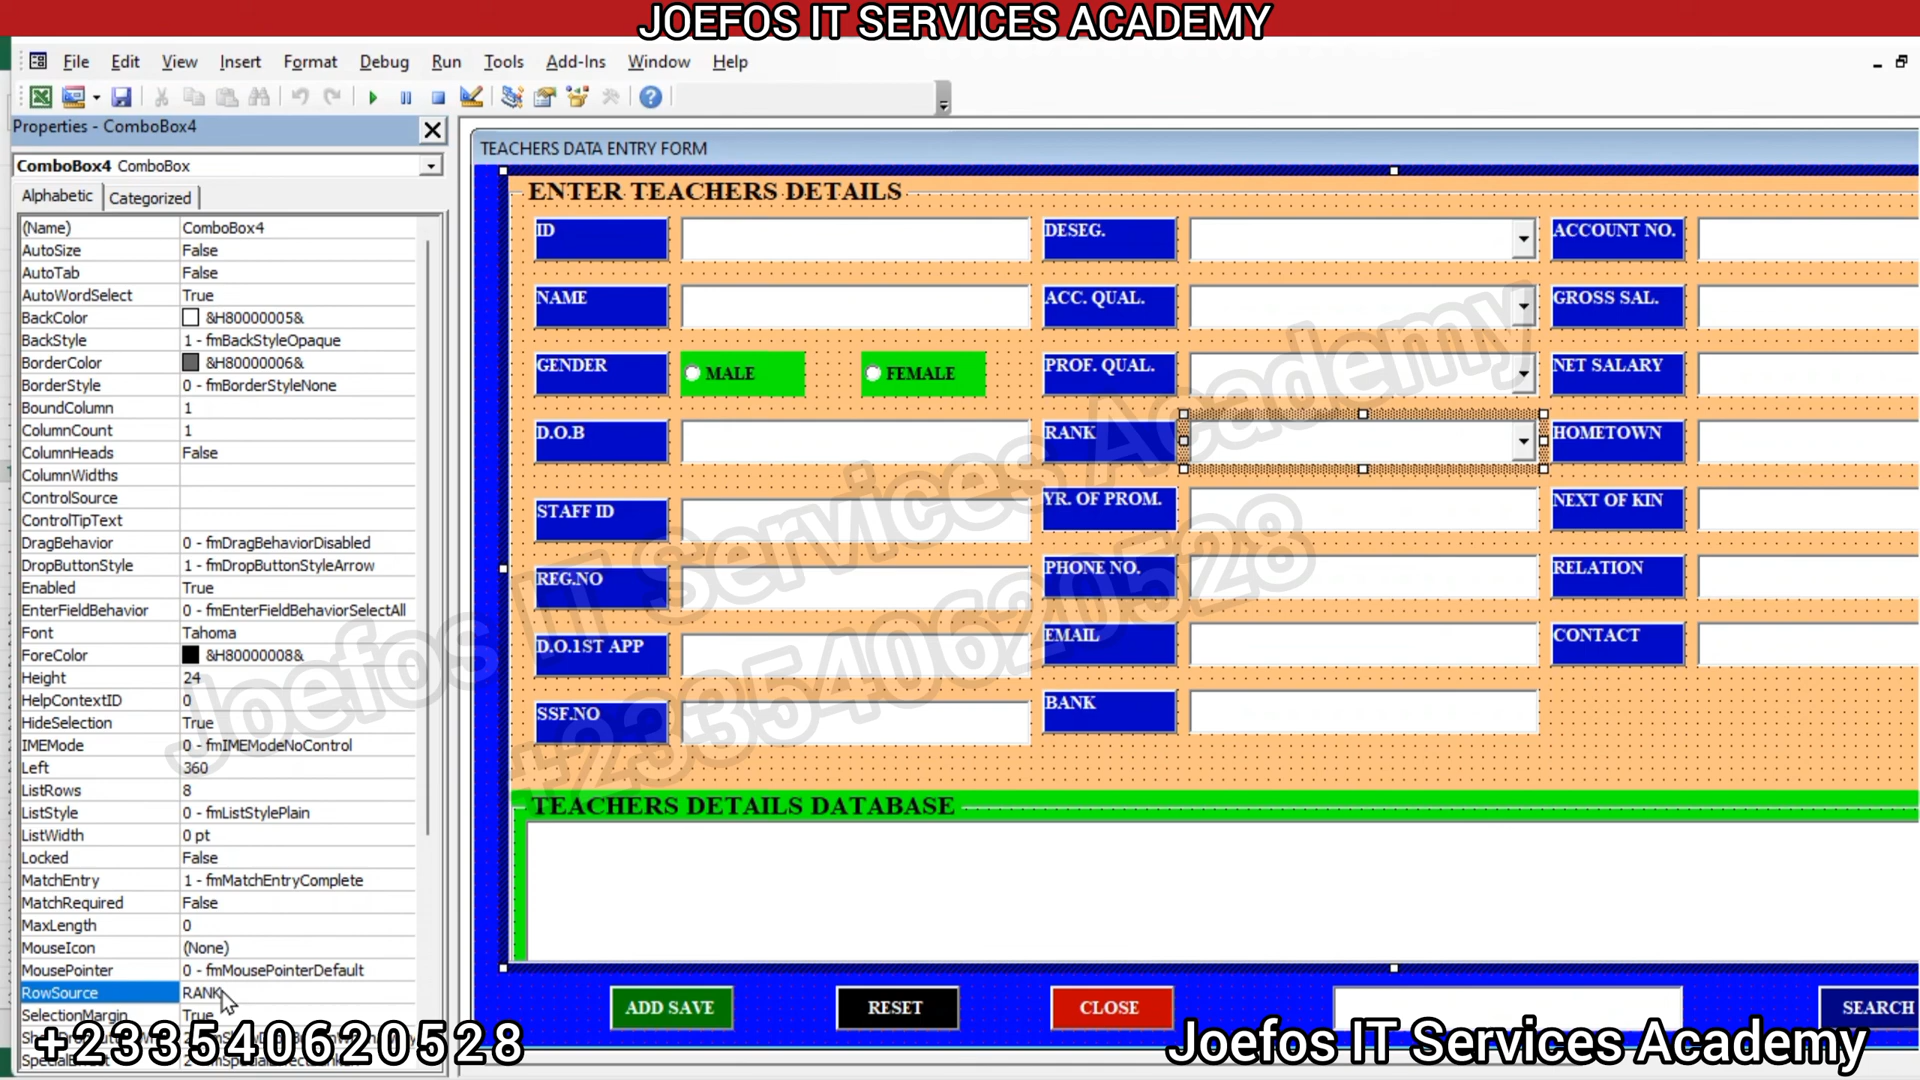 JOEFOS IT SERVICES ACADEMY
File Edit View Insert Format Debug Run Tools Add-Ins Window Help
Properties - ComboBox4
ComboBox4 ComboBox
Alphabetic Categorized
(Name) ComboBox4
AutoSize False
AutoTab False
AutoWordSelect True
BackColor &H80000005&
BackStyle 1 - fmBackStyleOpaque
BorderColor &H80000006&
BorderStyle 0 - fmBorderStyleNone
BoundColumn 1
ColumnCount 1
ColumnHeads False
ColumnWidths
ControlSource
ControlTipText
DragBehavior 0 - fmDragBehaviorDisabled
DropButtonStyle 1 - fmDropButtonStyleArrow
Enabled True
EnterFieldBehavior 0 - fmEnterFieldBehaviorSelectAll
Font Tahoma
ForeColor &H80000008&
Height 24
HelpContextID 0
HideSelection True
IMEMode 0 - fmIMEModeNoControl
Left 360
ListRows 8
ListStyle 0 - fmListStylePlain
ListWidth 0 pt
Locked False
MatchEntry 1 - fmMatchEntryComplete
MatchRequired False
MaxLength 0
MouseIcon (None)
MousePointer 0 - fmMousePointerDefault
RowSource RANK
SelectionMargin True
TEACHERS DATA ENTRY FORM
ENTER TEACHERS DETAILS
ID DESEG. ACCOUNT NO.
NAME ACC. QUAL. GROSS SAL.
GENDER MALE FEMALE PROF. QUAL. NET SALARY
D.O.B RANK HOMETOWN
STAFF ID YR. OF PROM. NEXT OF KIN
REG.NO PHONE NO. RELATION
D.O.1ST APP EMAIL CONTACT
SSF.NO BANK
TEACHERS DETAILS DATABASE
ADD SAVE RESET CLOSE SEARCH
Joefos IT Services Academy
+233540620528
+233540620528
Joefos IT Services Academy